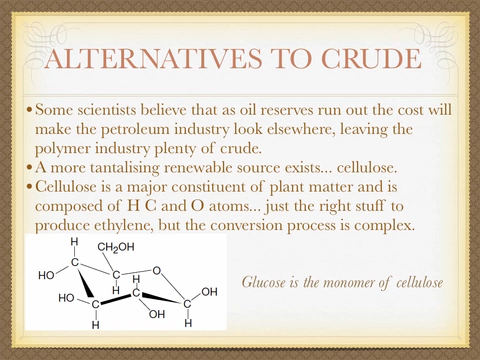 ALTERNATIVES TO CRUDE
•Some scientists believe that as oil reserves run out the cost will
make the petroleum industry look elsewhere, leaving the
polymer industry plenty of crude.
•A more tantalising renewable source exists... cellulose.
•Cellulose is a major constituent of plant matter and is
composed of H C and O atoms... just the right stuff to
produce ethylene, but the conversion process is complex.
H CH2OH
C O
HO C
H H OH
HO C C C
H OH H
Glucose is the monomer of cellulose